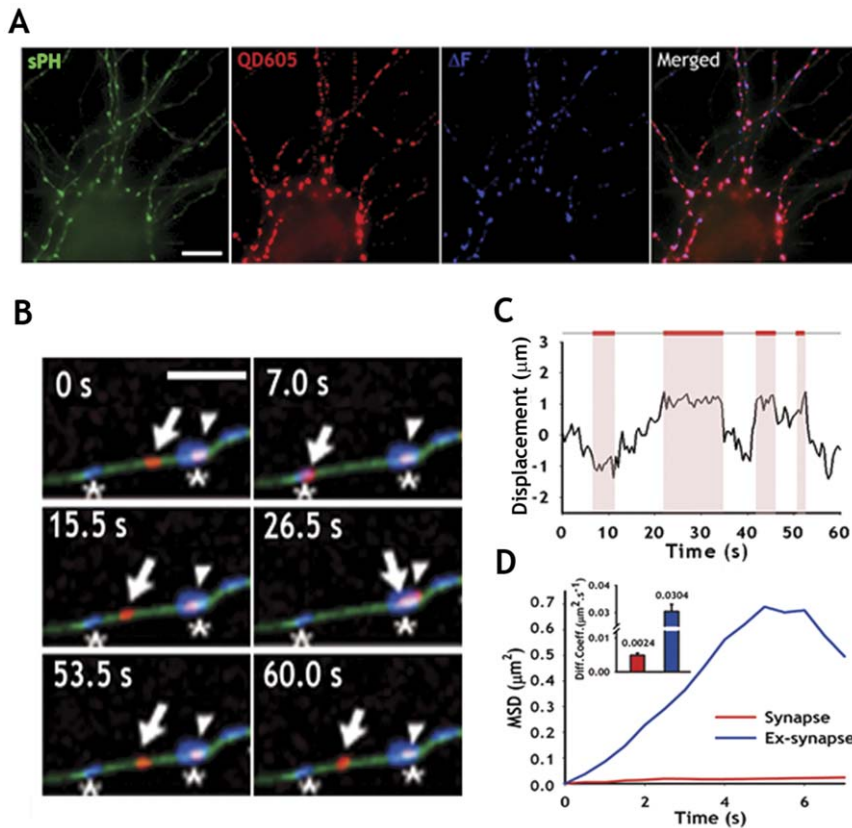 A
sPH
QD605
ΔF
Merged
B
0 s
7.0 s
15.5 s
26.5 s
53.5 s
60.0 s
C
Displacement (μm)
3
2
1
0
-1
-2
0 10 20 30 40 50 60
Time (s)
D
MSD (μm²)
0.7
0.6
0.5
0.4
0.3
0.2
0.1
0.0
Diff.Coeff.(μm².s⁻¹)
0.04
0.03
0.01
0.00
0.0024
0.0304
Synapse
Ex-synapse
0 2 4 6
Time (s)